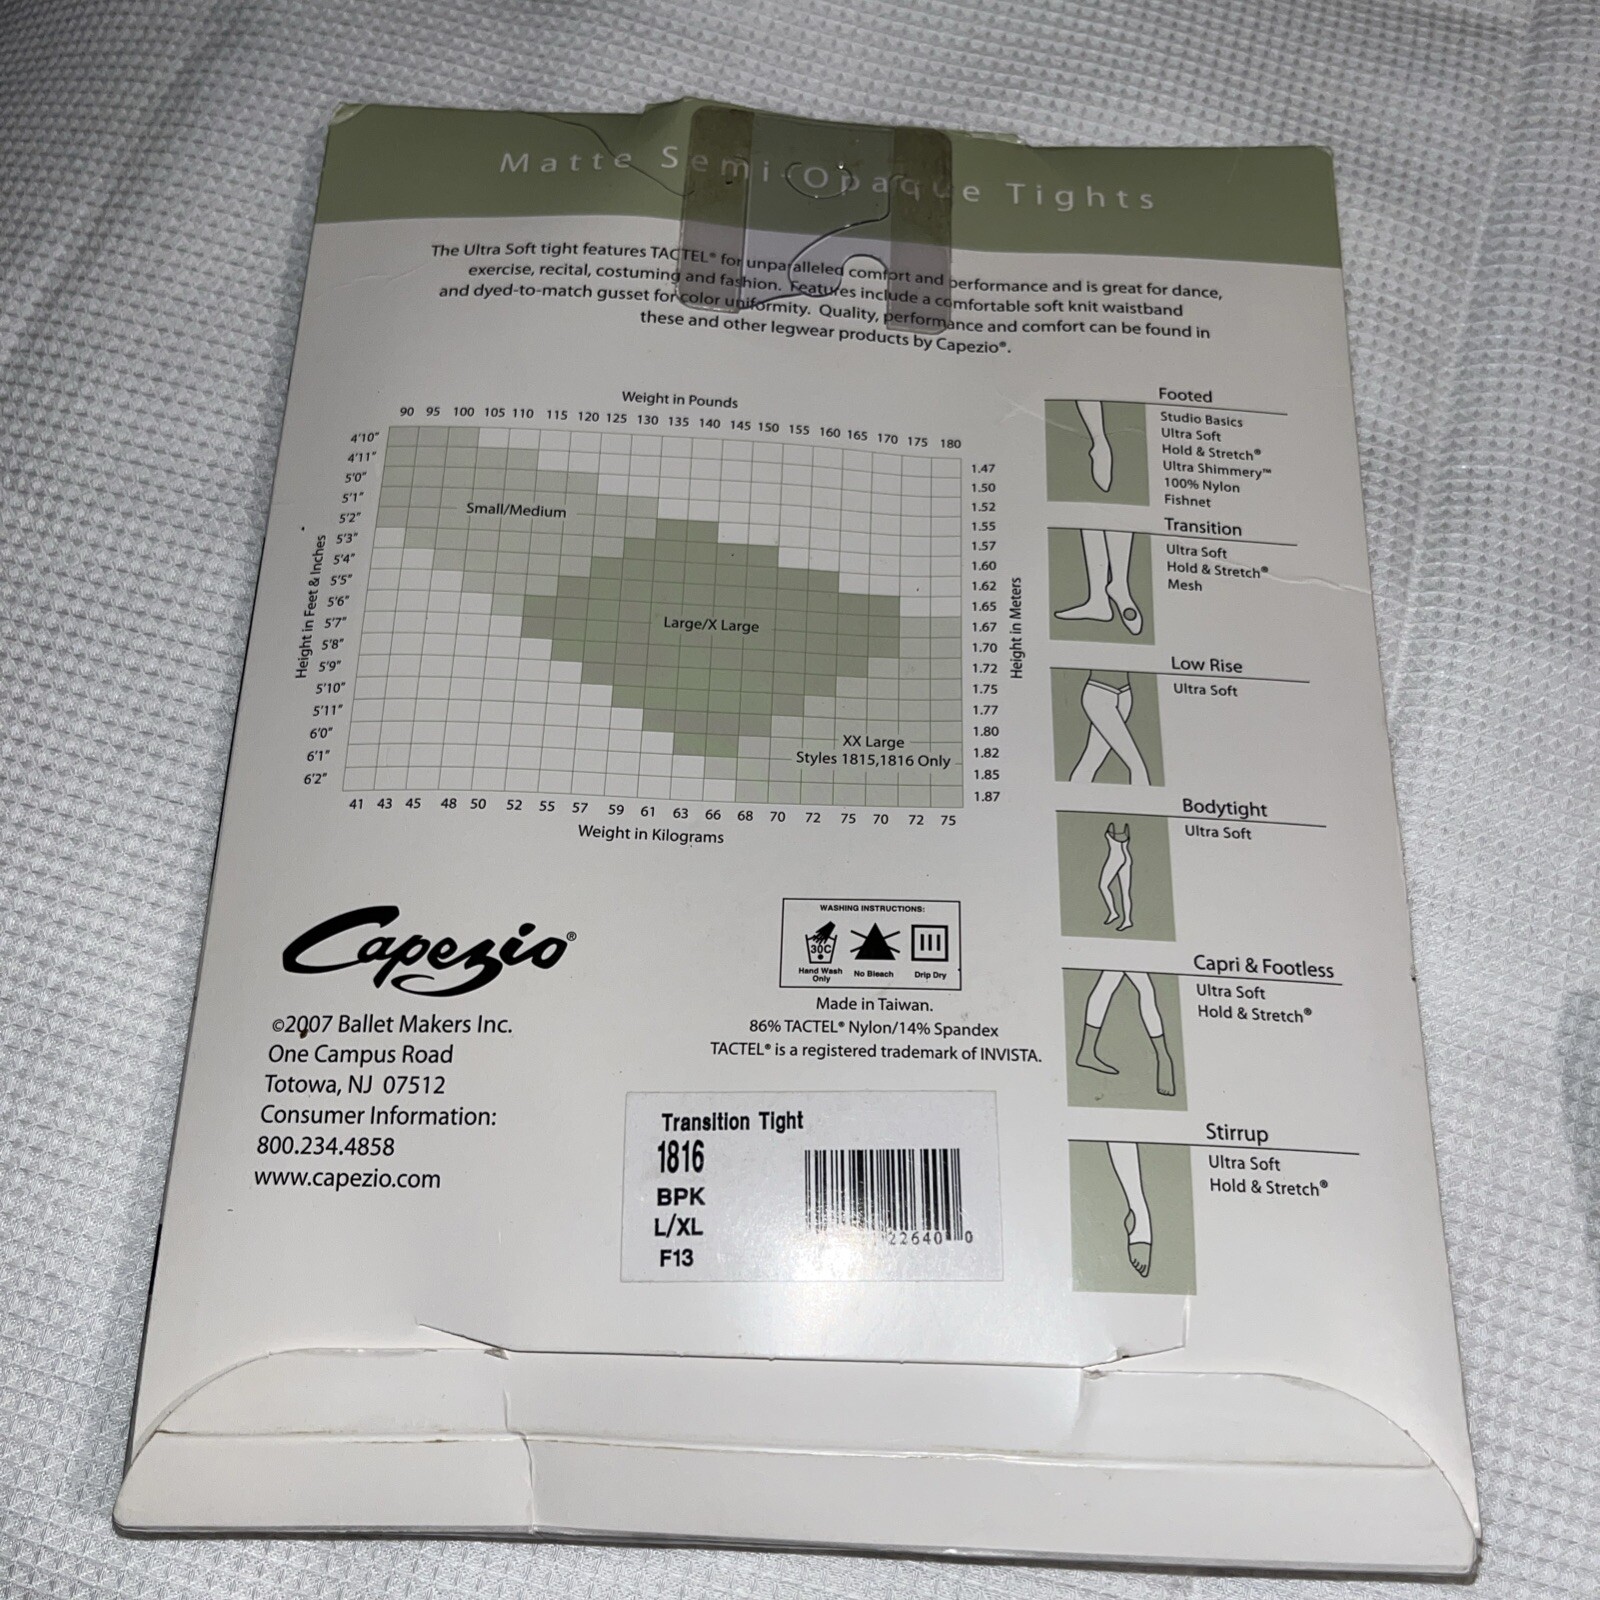 Matte Semi-Opaque Tights
The Ultra Soft tight features TACTEL® for unparalleled comfort and performance and is great for dance,
exercise, recital, costuming and fashion. Features include a comfortable soft knit waistband
and dyed-to-match gusset for color uniformity. Quality, performance and comfort can be found in
these and other legwear products by Capezio®.
Weight in Pounds
90 95 100 105 110 115 120 125 130 135 140 145 150 155 160 165 170 175 180
4'10"
4'11"
5'0"
5'1"
5'2"
5'3"
5'4"
5'5"
5'6"
5'7"
5'8"
5'9"
5'10"
5'11"
6'0"
6'1"
6'2"
Height in Feet & Inches
Small/Medium
Large/X Large
XX Large
Styles 1815,1816 Only
1.47
1.50
1.52
1.55
1.57
1.60
1.62
1.65
1.67
1.70
1.72
1.75
1.77
1.80
1.82
1.85
1.87
Height in Meters
41 43 45 48 50 52 55 57 59 61 63 66 68 70 72 75 70 72 75
Weight in Kilograms
Footed
Studio Basics
Ultra Soft
Hold & Stretch®
Ultra Shimmery™
100% Nylon
Fishnet
Transition
Ultra Soft
Hold & Stretch®
Mesh
Low Rise
Ultra Soft
Bodytight
Ultra Soft
Capri & Footless
Ultra Soft
Hold & Stretch®
Stirrup
Ultra Soft
Hold & Stretch®
Capezio®
©2007 Ballet Makers Inc.
One Campus Road
Totowa, NJ 07512
Consumer Information:
800.234.4858
www.capezio.com
WASHING INSTRUCTIONS:
30C
Hand Wash
Only
No Bleach
Drip Dry
Made in Taiwan.
86% TACTEL® Nylon/14% Spandex
TACTEL® is a registered trademark of INVISTA.
Transition Tight
1816
BPK
L/XL
F13
22640 0